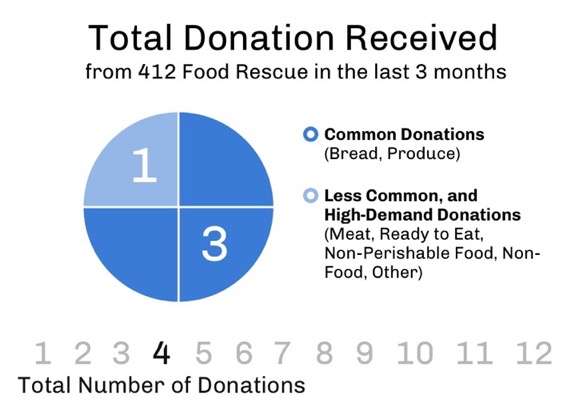 Total Donation Received
from 412 Food Rescue in the last 3 months
1
3
Common Donations
(Bread, Produce)
Less Common, and
High-Demand Donations
(Meat, Ready to Eat,
Non-Perishable Food, Non-
Food, Other)
1 2 3 4 5 6 7 8 9 10 11 12
Total Number of Donations